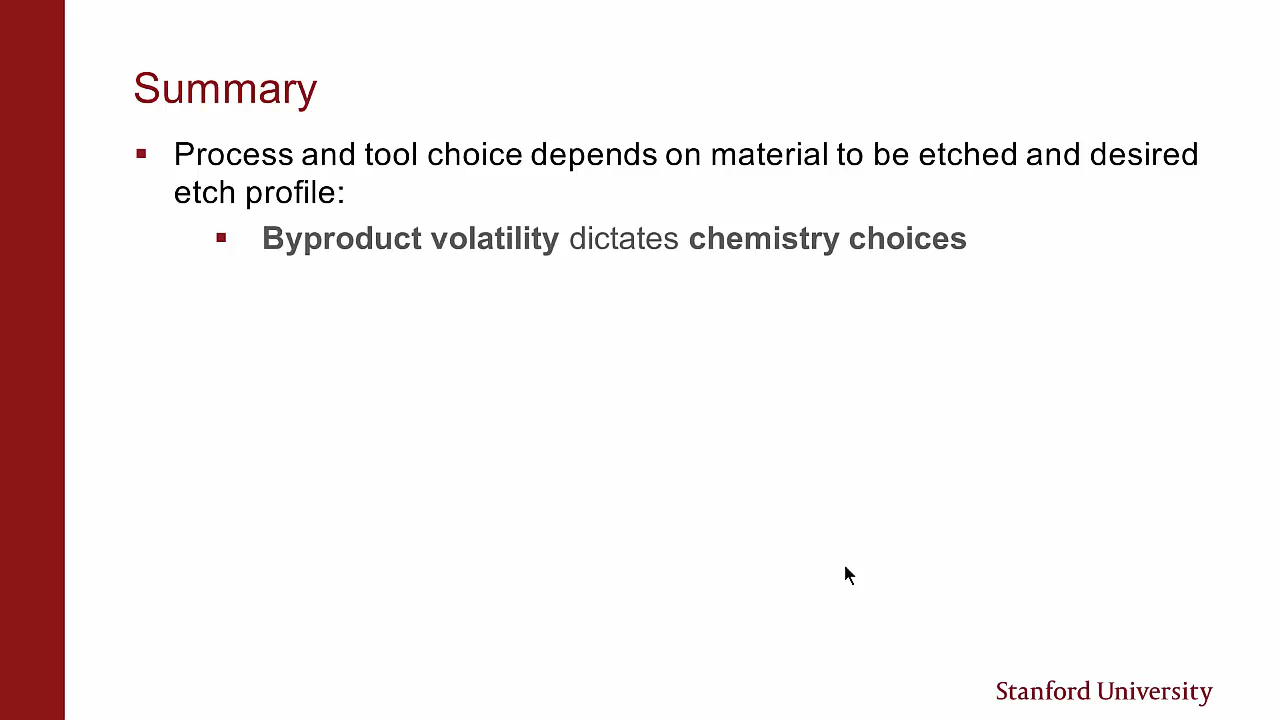 Summary
Process and tool choice depends on material to be etched and desired
etch profile:
Byproduct volatility dictates chemistry choices
Stanford University